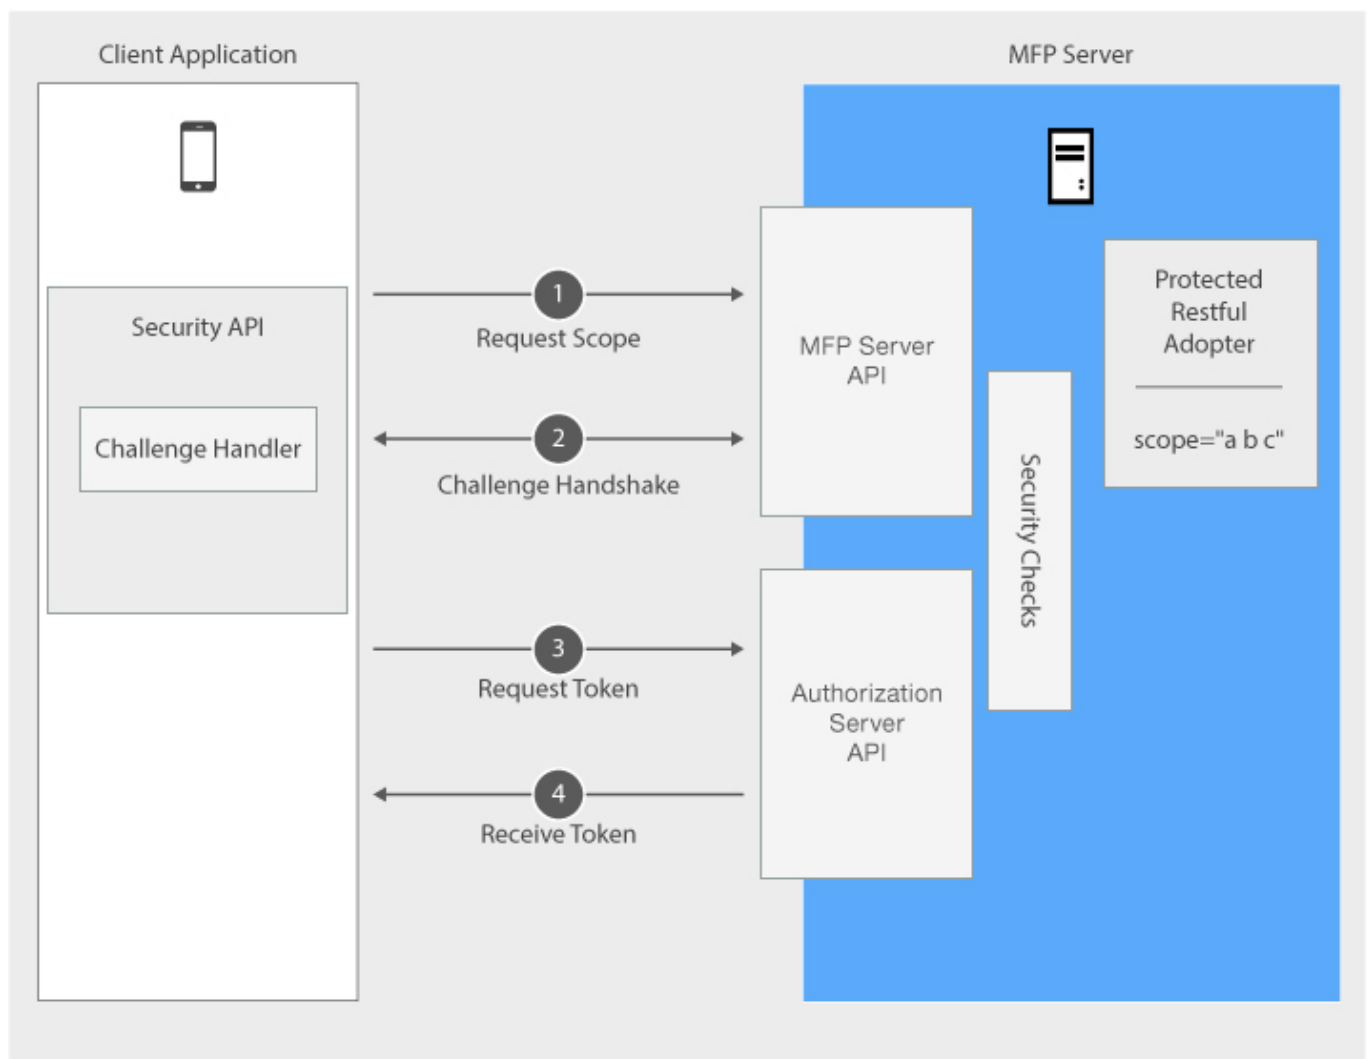 Client Application
MFP Server
Security API
Challenge Handler
1
Request Scope
2
Challenge Handshake
3
Request Token
4
Receive Token
MFP Server
API
Authorization
Server
API
Security Checks
Protected
Restful
Adopter
scope="a b c"